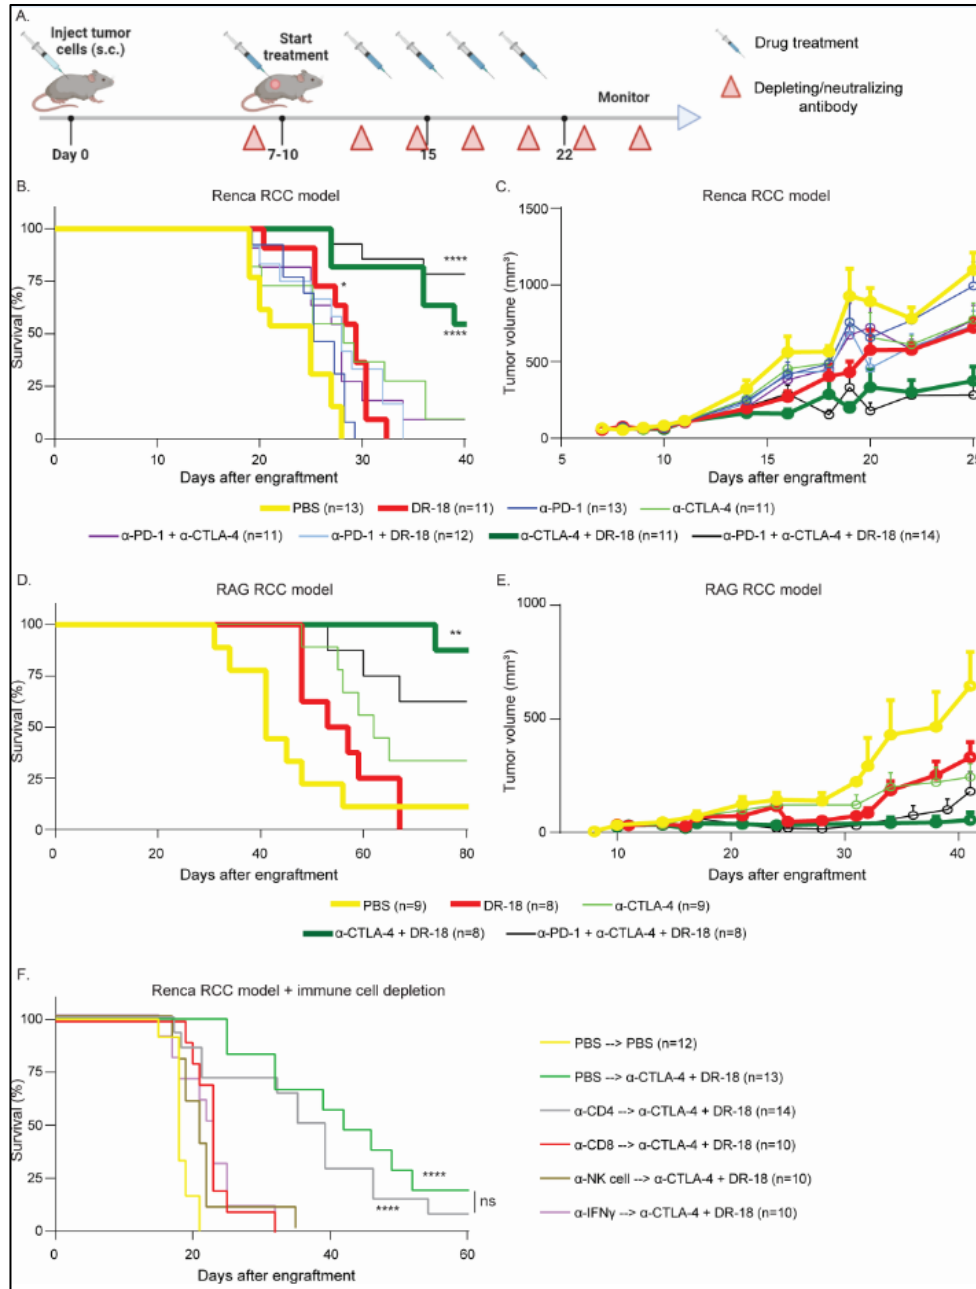 A.
Inject tumor
cells (s.c.)
Start
treatment
Drug treatment
Depleting/neutralizing
antibody
Monitor
Day 0
7-10
15
22
B.
Renca RCC model
Survival (%)
100
75
50
25
0
*
****
****
0
10
20
30
40
Days after engraftment
C.
Renca RCC model
Tumor volume (mm³)
1500
1000
500
0
5
10
15
20
25
Days after engraftment
PBS (n=13)
DR-18 (n=11)
α-PD-1 (n=13)
α-CTLA-4 (n=11)
α-PD-1 + α-CTLA-4 (n=11)
α-PD-1 + DR-18 (n=12)
α-CTLA-4 + DR-18 (n=11)
α-PD-1 + α-CTLA-4 + DR-18 (n=14)
D.
RAG RCC model
Survival (%)
100
75
50
25
0
**
0
20
40
60
80
Days after engraftment
E.
RAG RCC model
Tumor volume (mm³)
1000
500
0
10
20
30
40
Days after engraftment
PBS (n=9)
DR-18 (n=8)
α-CTLA-4 (n=9)
α-CTLA-4 + DR-18 (n=8)
α-PD-1 + α-CTLA-4 + DR-18 (n=8)
F.
Renca RCC model + immune cell depletion
Survival (%)
100
75
50
25
0
****
****
ns
0
20
40
60
Days after engraftment
PBS --> PBS (n=12)
PBS --> α-CTLA-4 + DR-18 (n=13)
α-CD4 --> α-CTLA-4 + DR-18 (n=14)
α-CD8 --> α-CTLA-4 + DR-18 (n=10)
α-NK cell --> α-CTLA-4 + DR-18 (n=10)
α-IFNγ --> α-CTLA-4 + DR-18 (n=10)